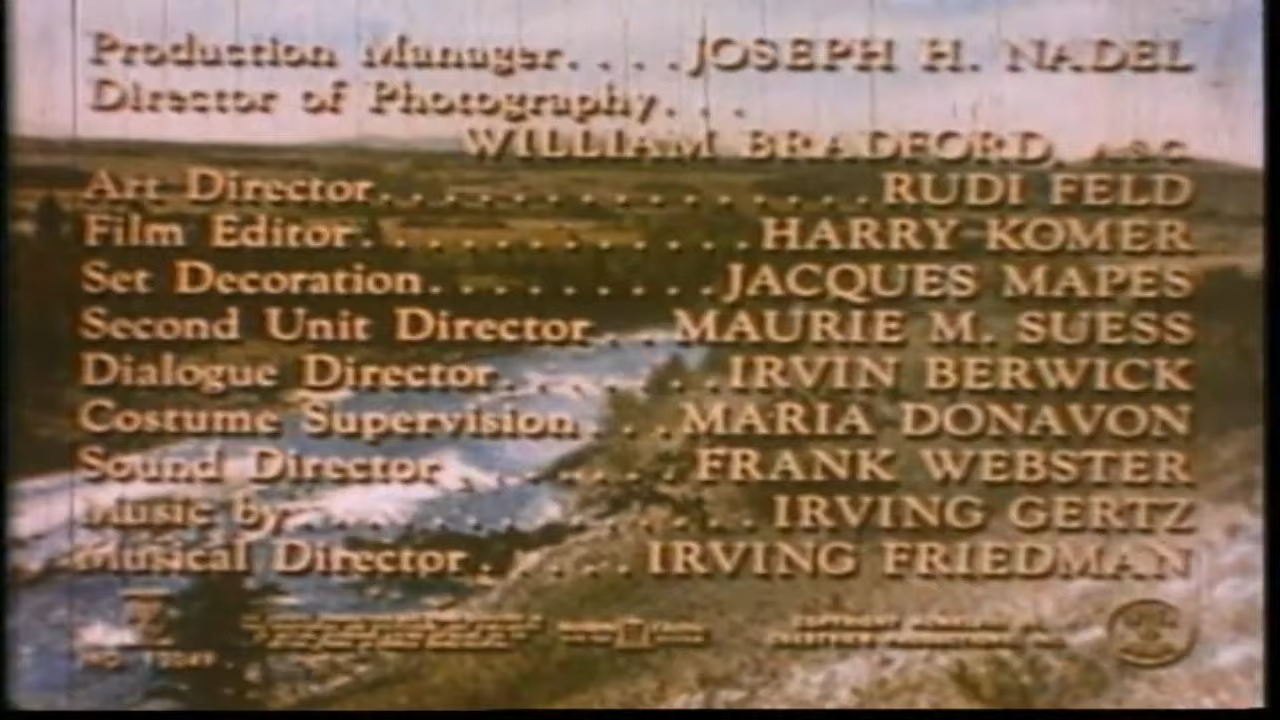 Production Manager. . . . JOSEPH H. NADEL
Director of Photography. . .
WILLIAM BRADFORD, A.S.C.
Art Director. . . . . . . . . . . . . . . . RUDI FELD
Film Editor. . . . . . . . . . . . . HARRY KOMER
Set Decoration. . . . . . . . . . JACQUES MAPES
Second Unit Director. . . MAURIE M. SUESS
Dialogue Director. . . . . . . IRVIN BERWICK
Costume Supervision. . . . MARIA DONAVON
Sound Director. . . . . . . . FRANK WEBSTER
Music by. . . . . . . . . . . . . . . IRVING GERTZ
Musical Director. . . . . IRVING FRIEDMAN
COPYRIGHT